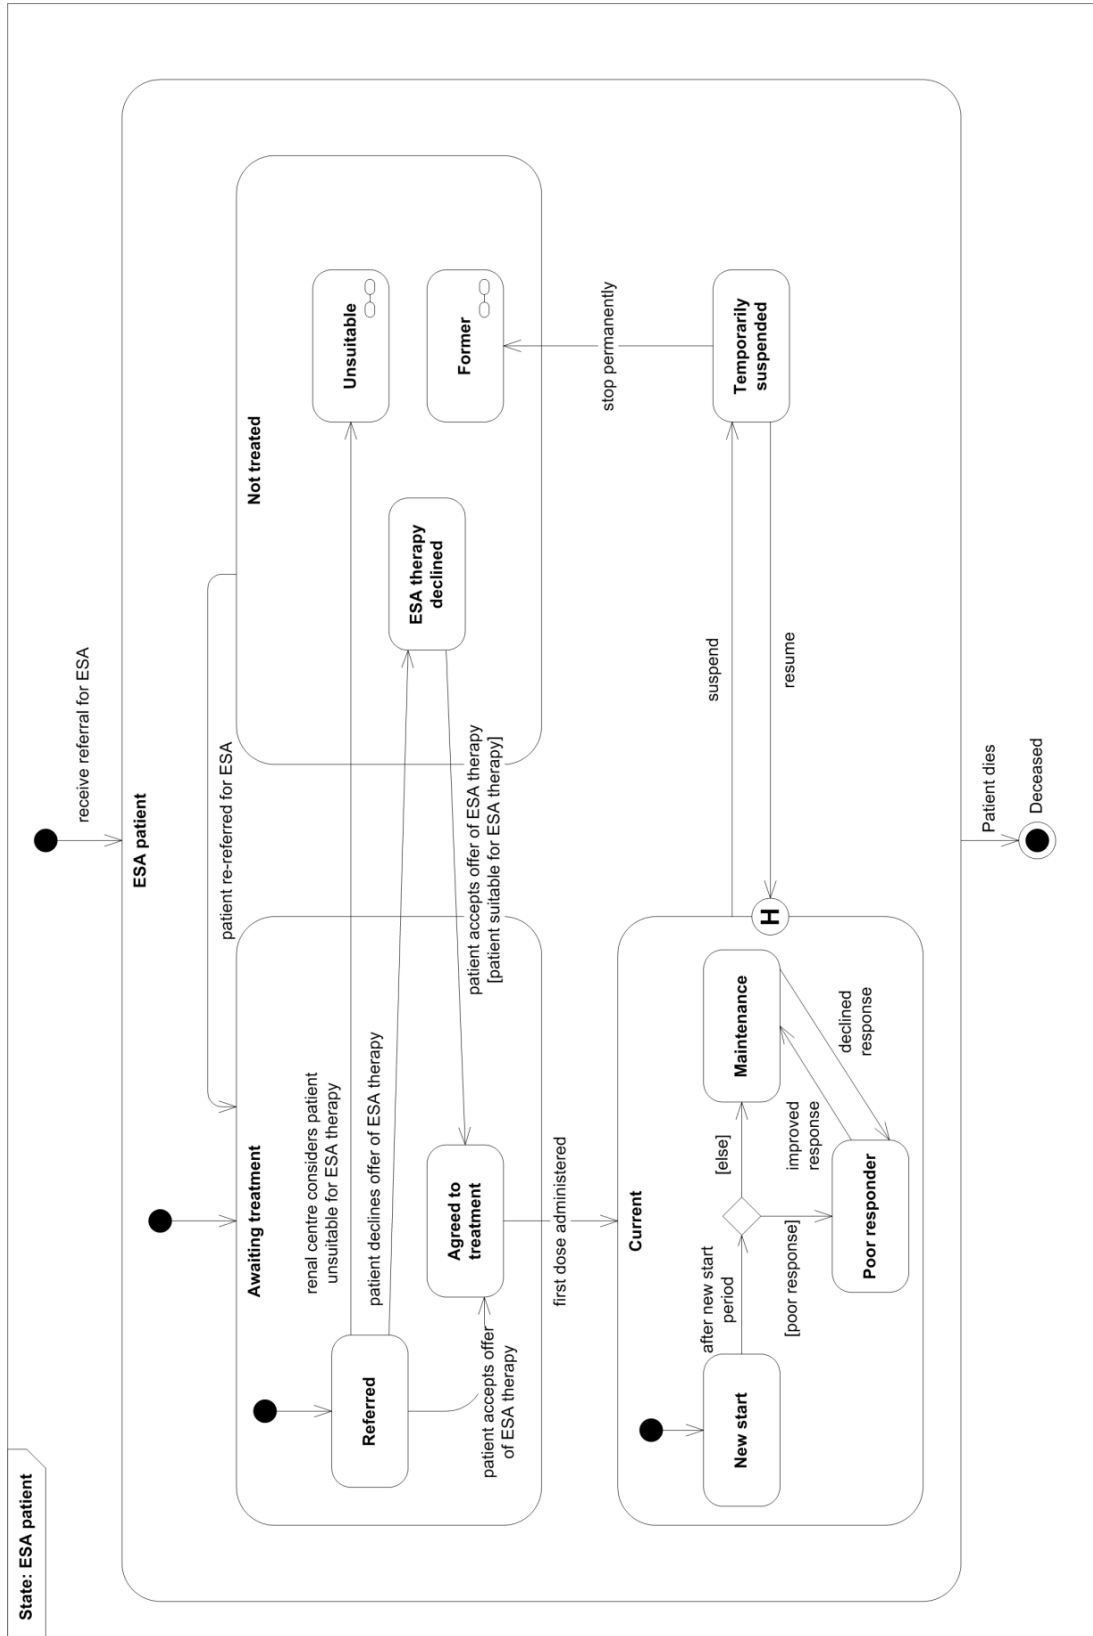 State: ESA patient
receive referral for ESA
ESA patient
patient re-referred for ESA
Awaiting treatment
Not treated
Referred
renal centre considers patient
unsuitable for ESA therapy
Unsuitable
patient declines offer of ESA therapy
ESA therapy
declined
Former
patient accepts offer of ESA therapy
[patient suitable for ESA therapy]
Agreed to
treatment
patient accepts offer
of ESA therapy
first dose administered
stop permanently
Current
New start
after new start
period
[else]
Maintenance
[poor response]
improved
response
declined
response
Poor responder
H
suspend
resume
Temporarily
suspended
Patient dies
Deceased